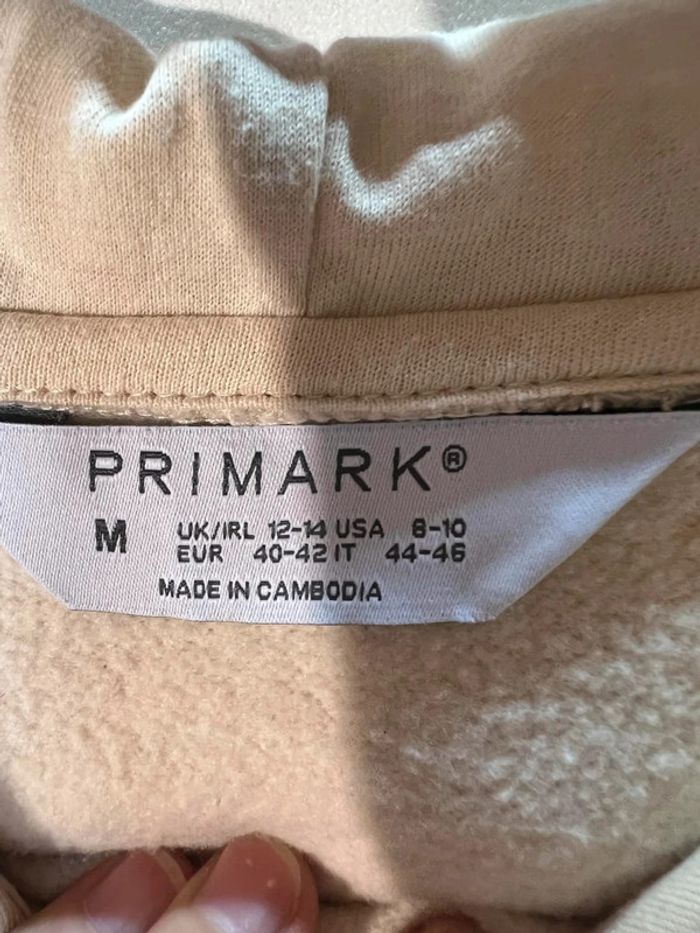 PRIMARK®
M UK/IRL 12-14 USA 8-10
EUR 40-42 IT 44-46
MADE IN CAMBODIA